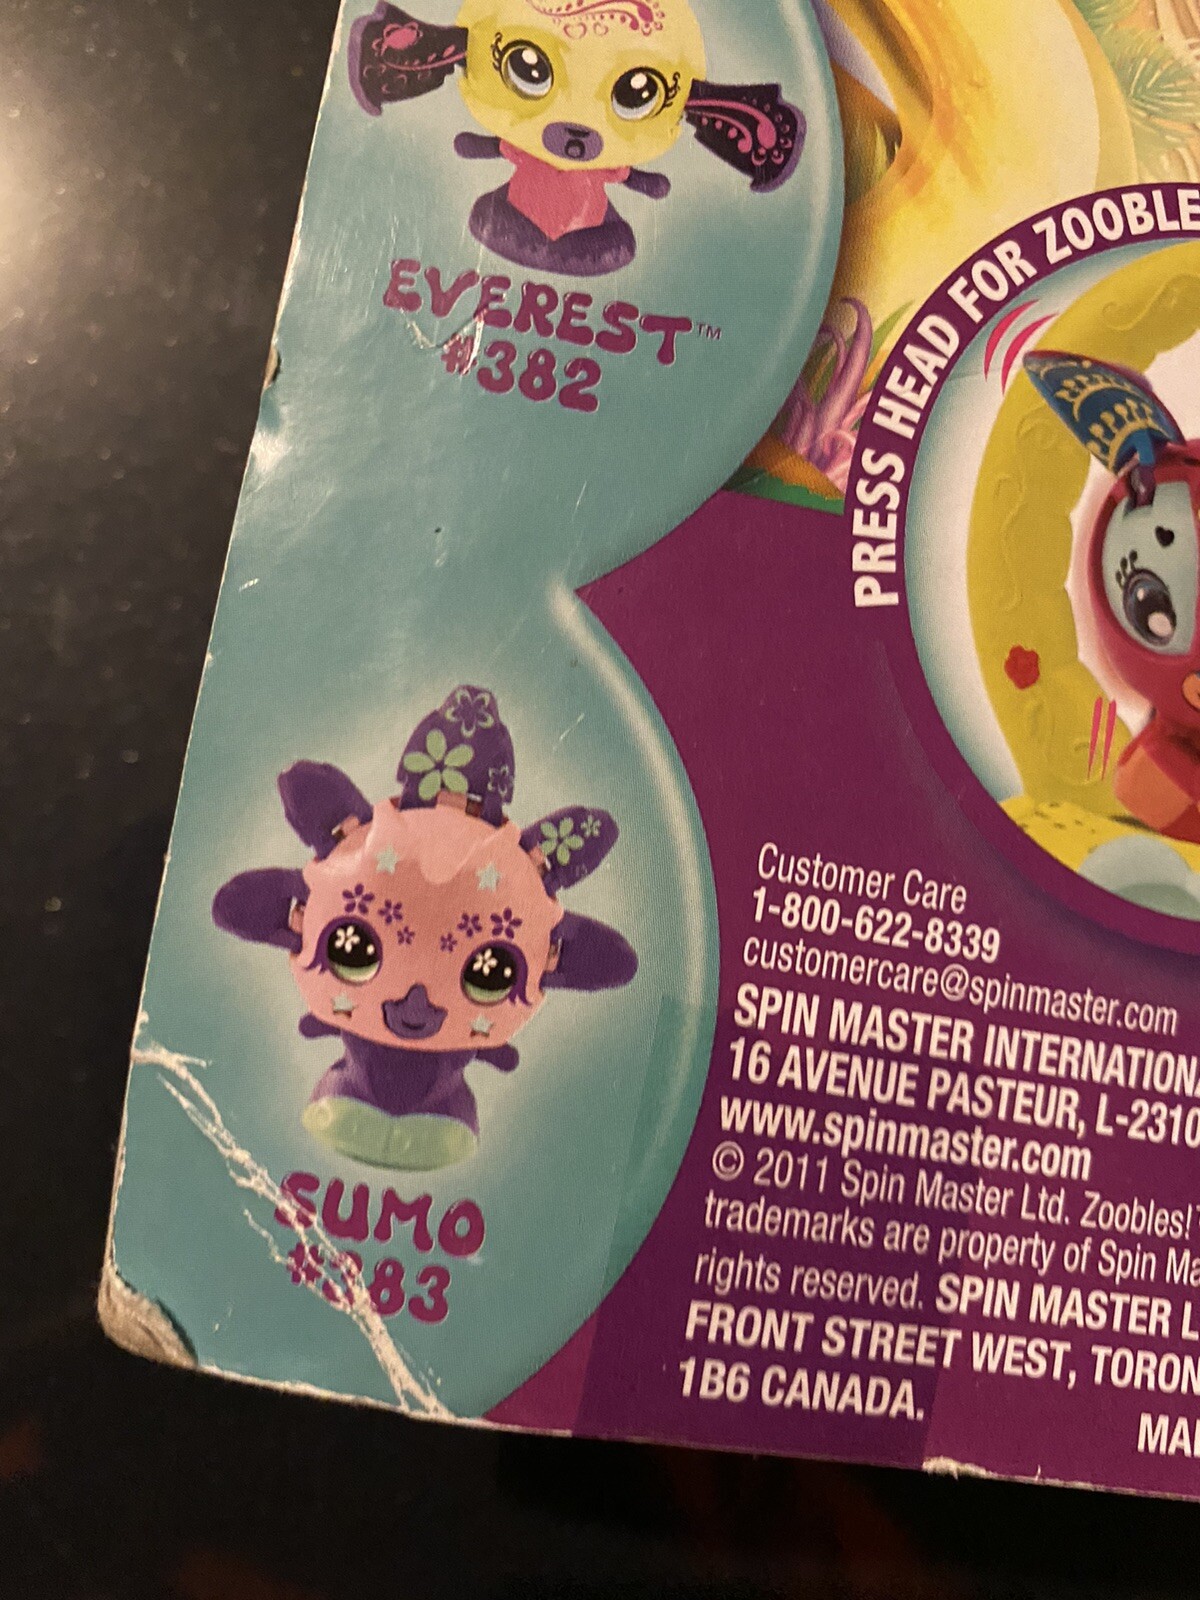 EVEREST™
#382
PRESS HEAD FOR ZOOBLE
SUMO
#383
Customer Care
1-800-622-8339
customercare@spinmaster.com
SPIN MASTER INTERNATIONA
16 AVENUE PASTEUR, L-2310
www.spinmaster.com
© 2011 Spin Master Ltd. Zoobles!™
trademarks are property of Spin Ma
rights reserved. SPIN MASTER L
FRONT STREET WEST, TORON
1B6 CANADA.
MA